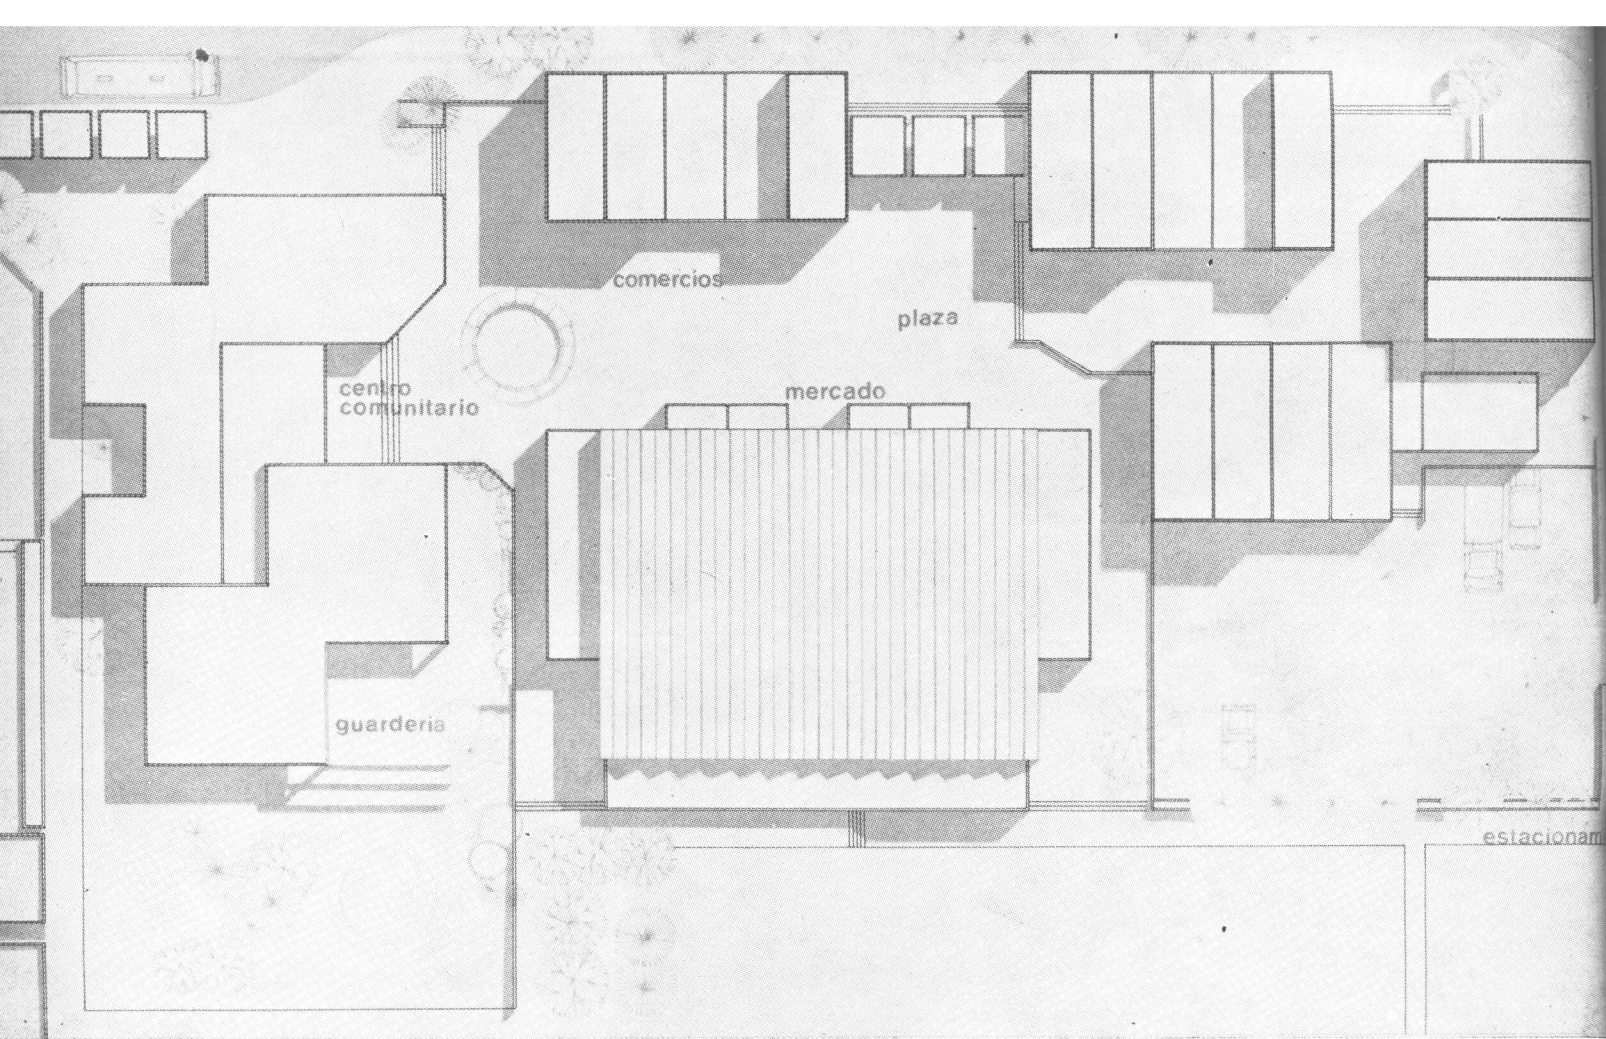 comercios
plaza
centro
comunitario
mercado
guarderia
estacionam